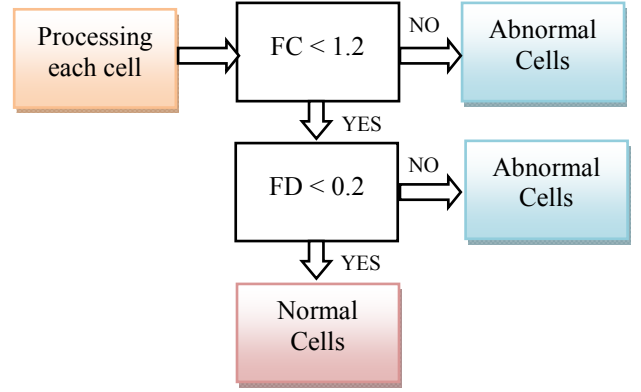 Processing
each cell
FC < 1.2
NO
Abnormal
Cells
YES
FD < 0.2
NO
Abnormal
Cells
YES
Normal
Cells